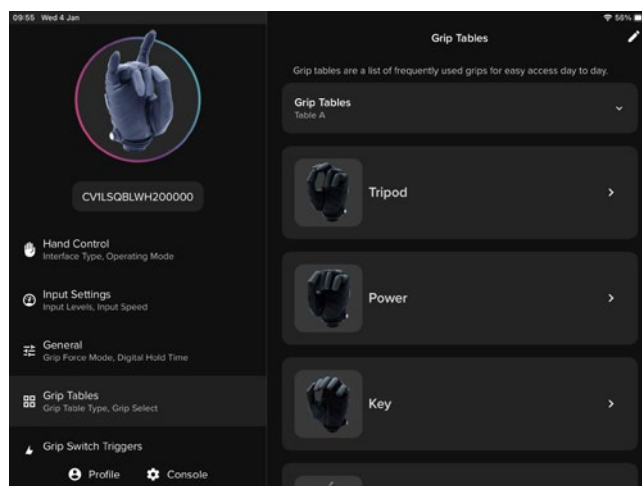 09:55 Wed 4 Jan
56%
CV1LSQBLWH200000
Hand Control
Interface Type, Operating Mode
Input Settings
Input Levels, Input Speed
General
Grip Force Mode, Digital Hold Time
Grip Tables
Grip Table Type, Grip Select
Grip Switch Triggers
Profile
Console
Grip Tables
Grip tables are a list of frequently used grips for easy access day to day.
Grip Tables
Table A
Tripod
Power
Key